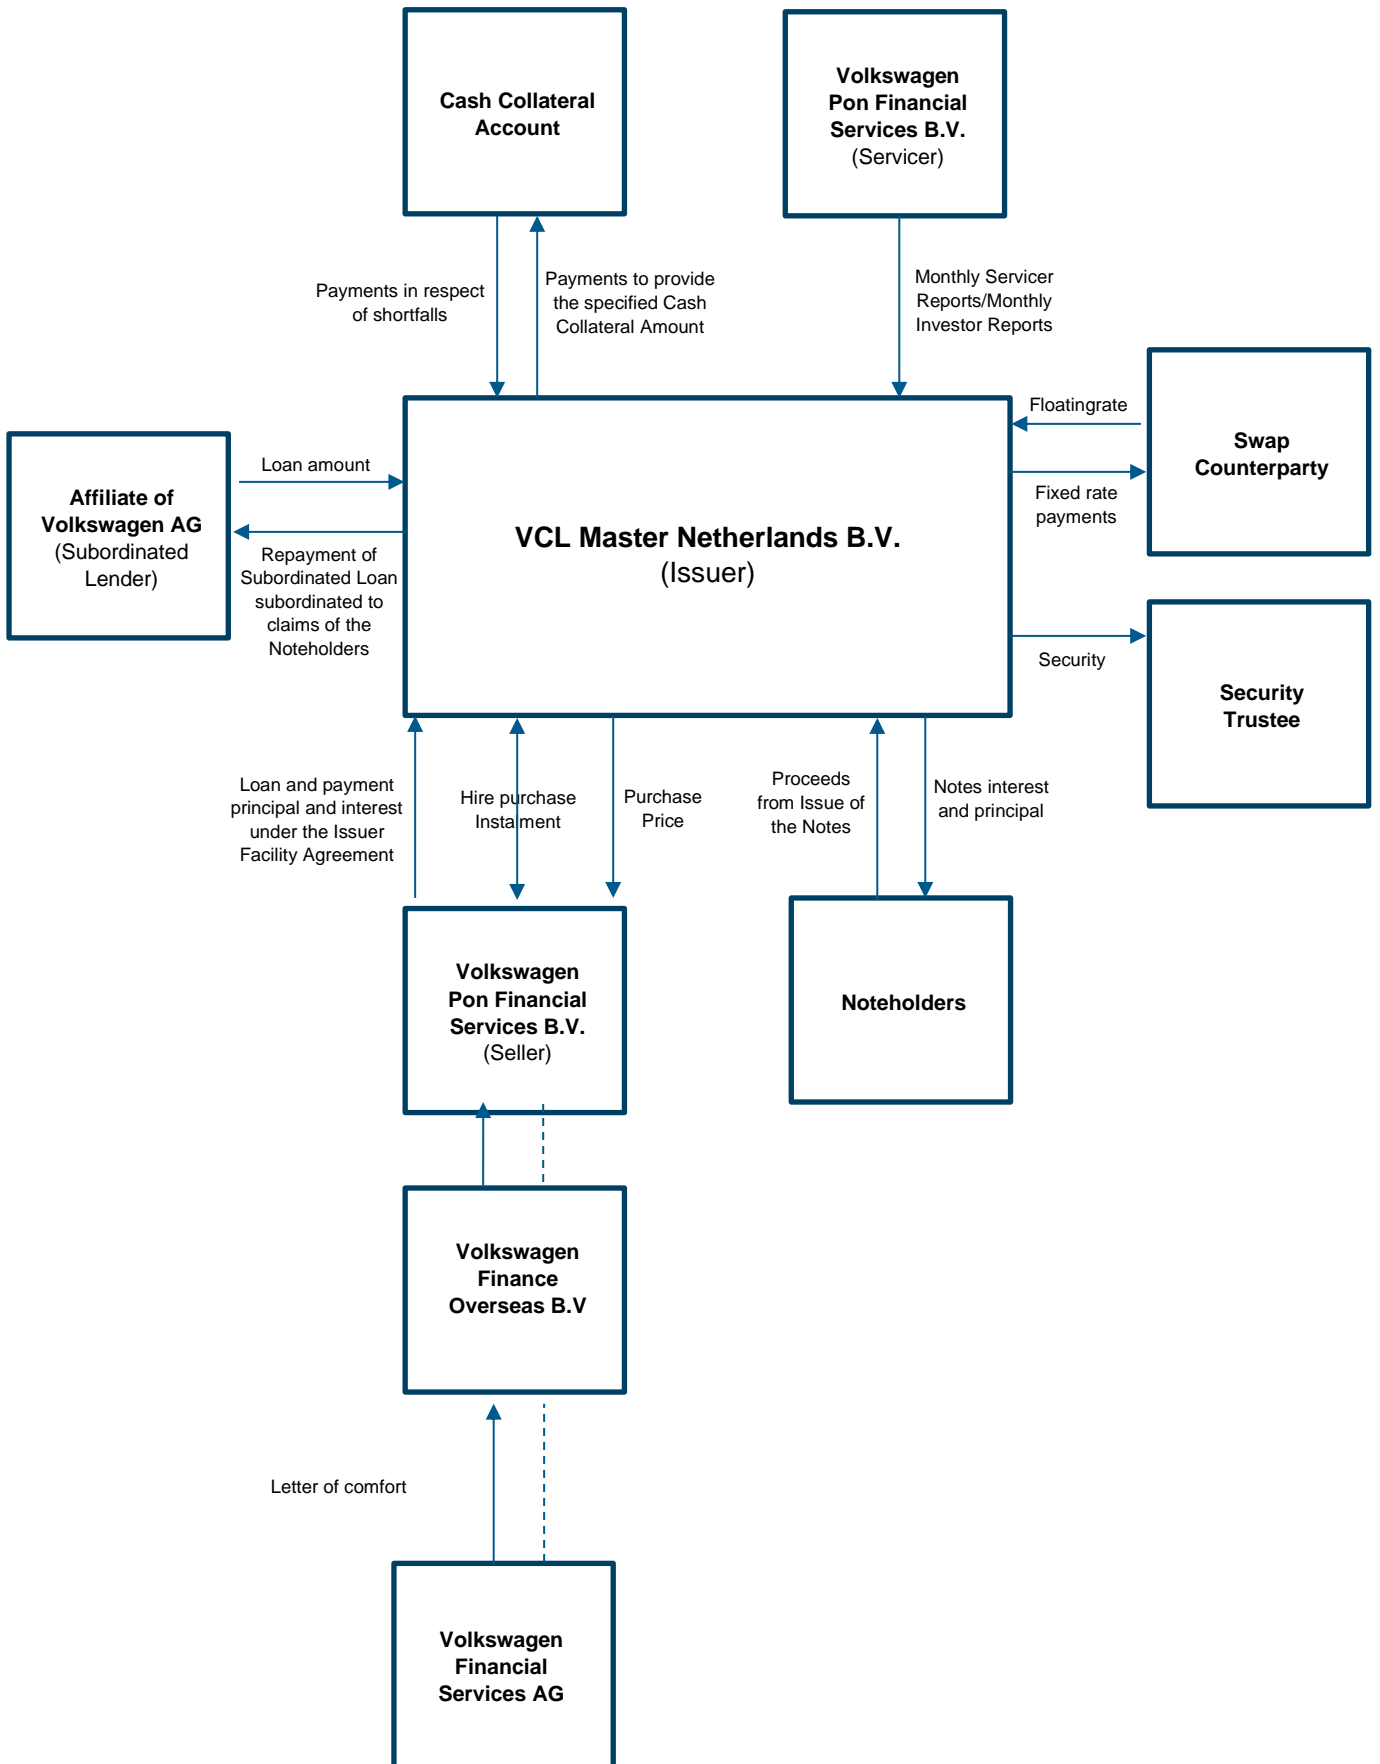 Cash Collateral
Account
Volkswagen
Pon Financial
Services B.V.
(Servicer)
Payments in respect
of shortfalls
Payments to provide
the specified Cash
Collateral Amount
Monthly Servicer
Reports/Monthly
Investor Reports
Affiliate of
Volkswagen AG
(Subordinated
Lender)
Loan amount
Repayment of
Subordinated Loan
subordinated to
claims of the
Noteholders
VCL Master Netherlands B.V.
(Issuer)
Floatingrate
Fixed rate
payments
Swap
Counterparty
Security
Security
Trustee
Loan and payment
principal and interest
under the Issuer
Facility Agreement
Hire purchase
Instalment
Purchase
Price
Proceeds
from Issue of
the Notes
Notes interest
and principal
Volkswagen
Pon Financial
Services B.V.
(Seller)
Noteholders
Volkswagen
Finance
Overseas B.V
Letter of comfort
Volkswagen
Financial
Services AG